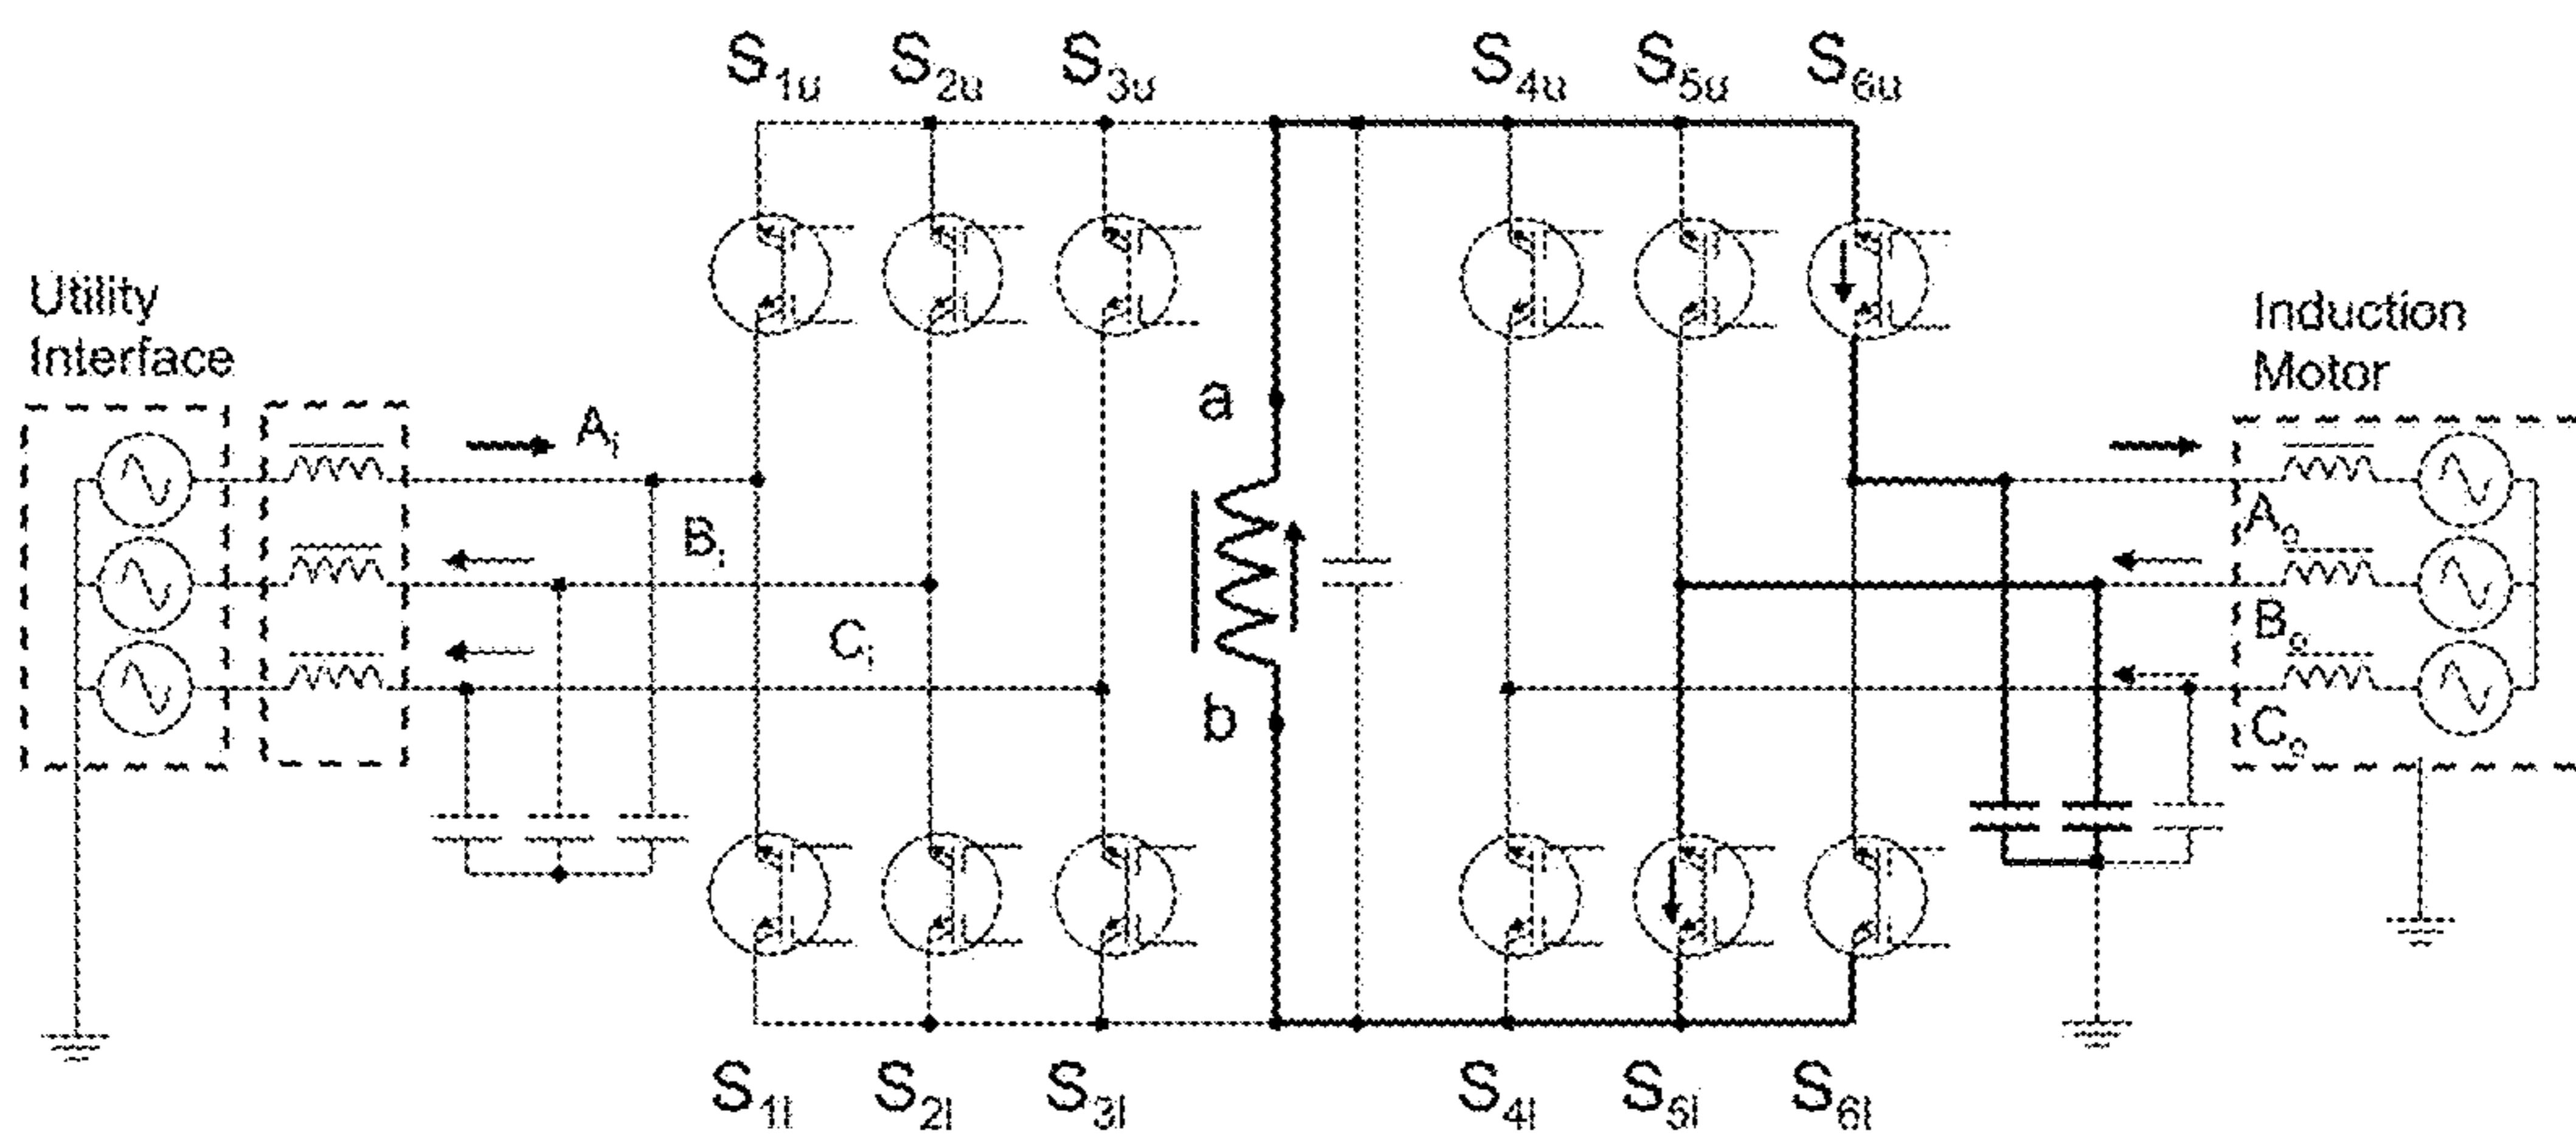 S1u S2u S3u S4u S5u S6u
Utility
Interface
Induction
Motor
a
Ai
Bi
Ao
Bo
Ci
b
Co
S1l S2l S3l S4l S5l S6l